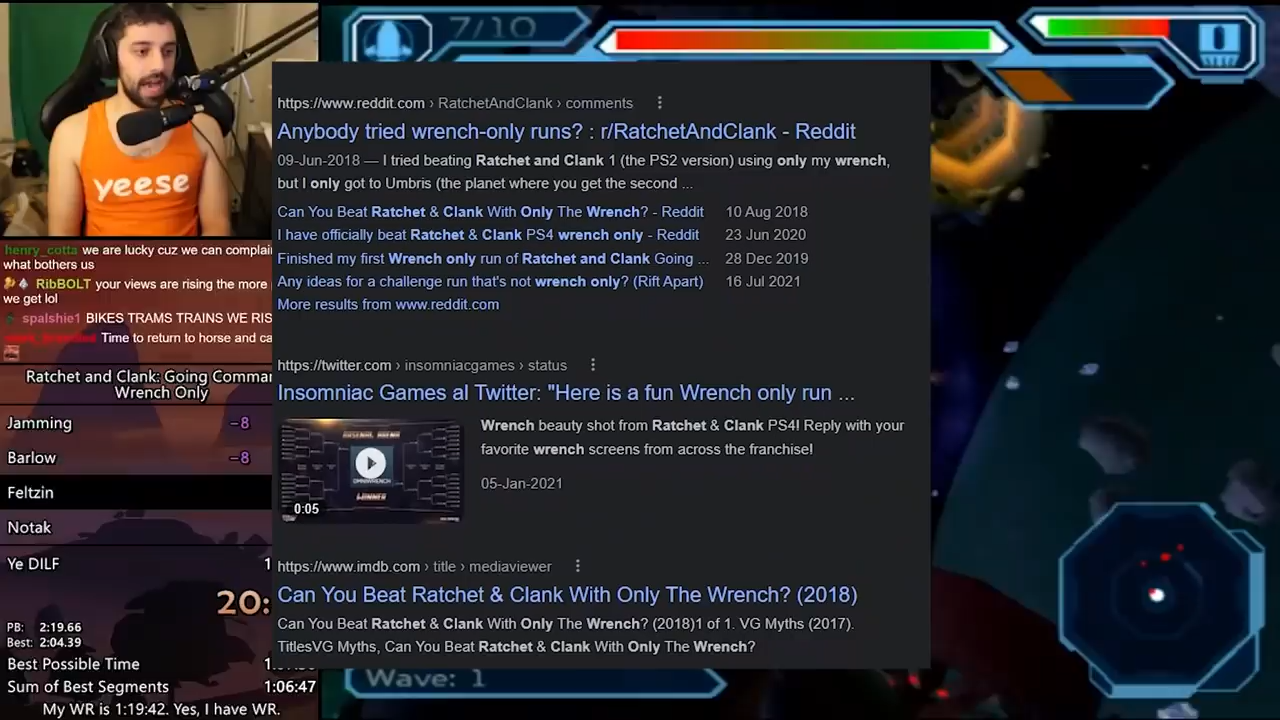 7/10
https://www.reddit.com › RatchetAndClank › comments
Anybody tried wrench-only runs? : r/RatchetAndClank - Reddit
09-Jun-2018 — I tried beating Ratchet and Clank 1 (the PS2 version) using only my wrench,
but I only got to Umbris (the planet where you get the second ...
Can You Beat Ratchet & Clank With Only The Wrench? - Reddit 10 Aug 2018
I have officially beat Ratchet & Clank PS4 wrench only - Reddit 23 Jun 2020
Finished my first Wrench only run of Ratchet and Clank Going ... 28 Dec 2019
Any ideas for a challenge run that's not wrench only? (Rift Apart) 16 Jul 2021
More results from www.reddit.com
https://twitter.com › insomniacgames › status
Insomniac Games al Twitter: "Here is a fun Wrench only run ...
Wrench beauty shot from Ratchet & Clank PS4! Reply with your
favorite wrench screens from across the franchise!
05-Jan-2021
ARSENAL ARENA
OMNIWRENCH
WINNER
0:05
https://www.imdb.com › title › mediaviewer
Can You Beat Ratchet & Clank With Only The Wrench? (2018)
Can You Beat Ratchet & Clank With Only The Wrench? (2018)1 of 1. VG Myths (2017).
TitlesVG Myths, Can You Beat Ratchet & Clank With Only The Wrench?
Wave: 1
yeese
henry_cotta we are lucky cuz we can complai
what bothers us
RibBOLT your views are rising the more
we get lol
spalshie1 BIKES TRAMS TRAINS WE RIS
Time to return to horse and ca
Ratchet and Clank: Going Comman
Wrench Only
Jamming -8
Barlow -8
Feltzin
Notak
Ye DILF 1
20:
PB: 2:19.66
Best: 2:04.39
Best Possible Time
Sum of Best Segments 1:06:47
My WR is 1:19:42. Yes, I have WR.